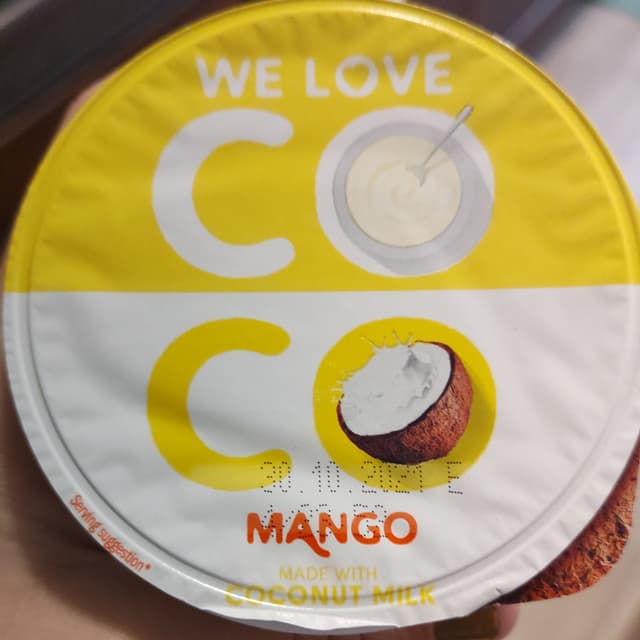 WE LOVE
CO
CO
20.10.2021 E
MANGO
MADE WITH
COCONUT MILK
Serving suggestion*